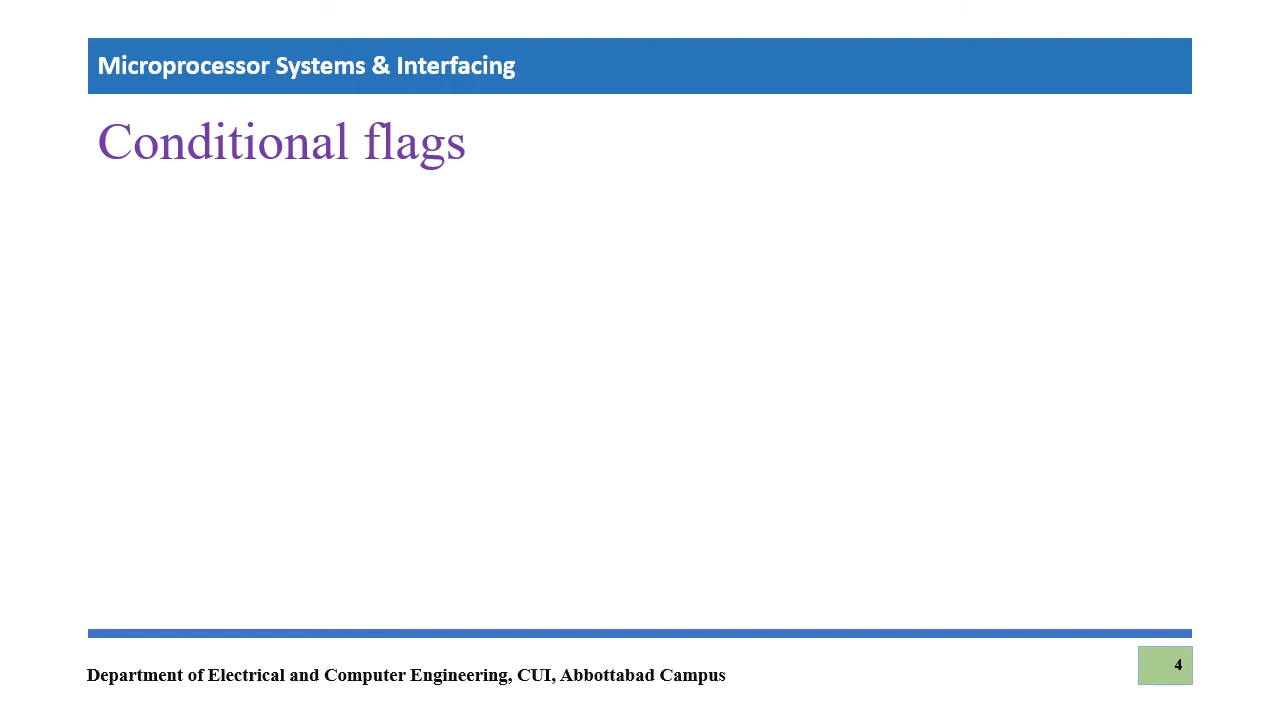 Microprocessor Systems & Interfacing
Conditional flags
Department of Electrical and Computer Engineering, CUI, Abbottabad Campus
4